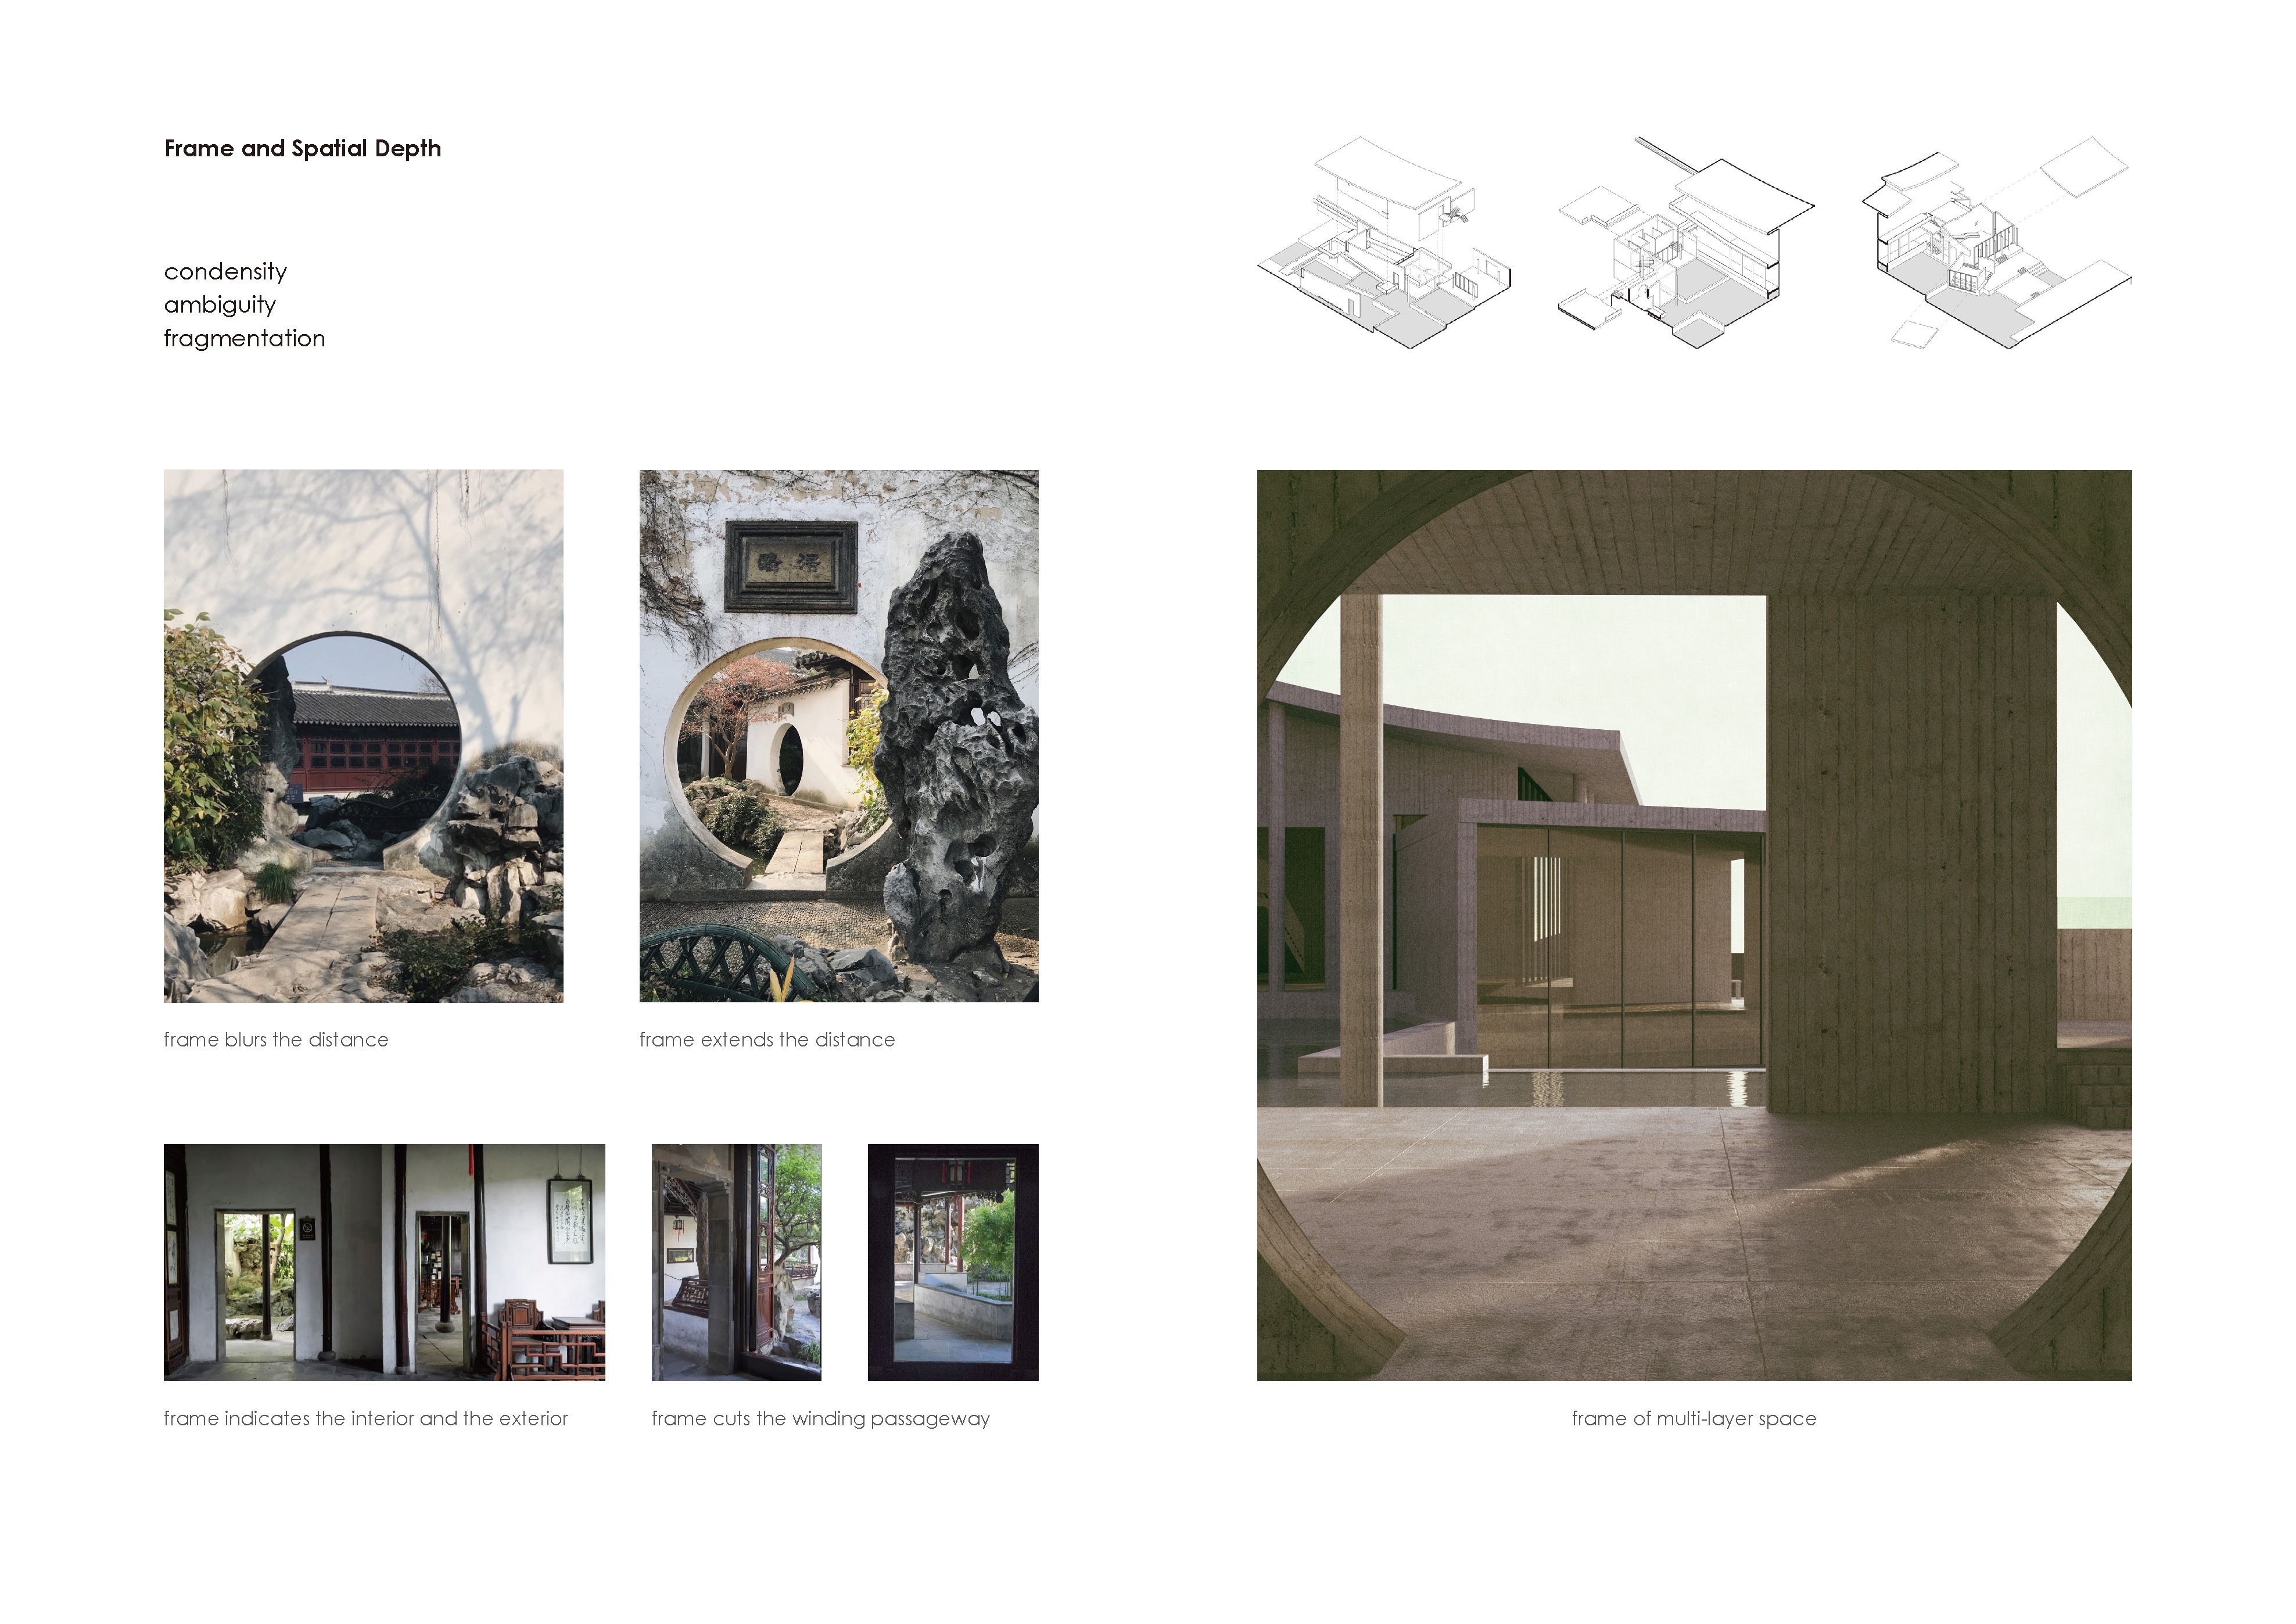 Frame and Spatial Depth
condensity
ambiguity
fragmentation
frame blurs the distance
frame extends the distance
frame indicates the interior and the exterior
frame cuts the winding passageway
frame of multi-layer space